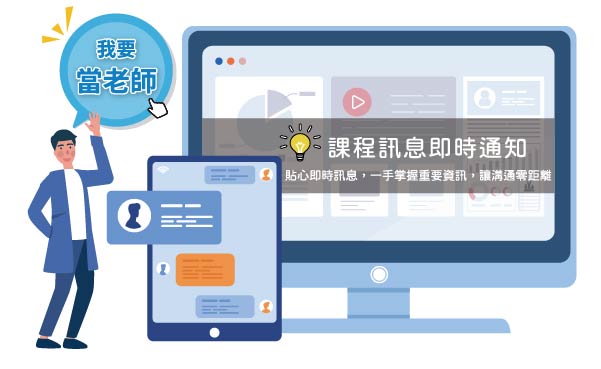 我要
當老師
課程訊息即時通知
貼心即時訊息，一手掌握重要資訊，讓溝通零距離